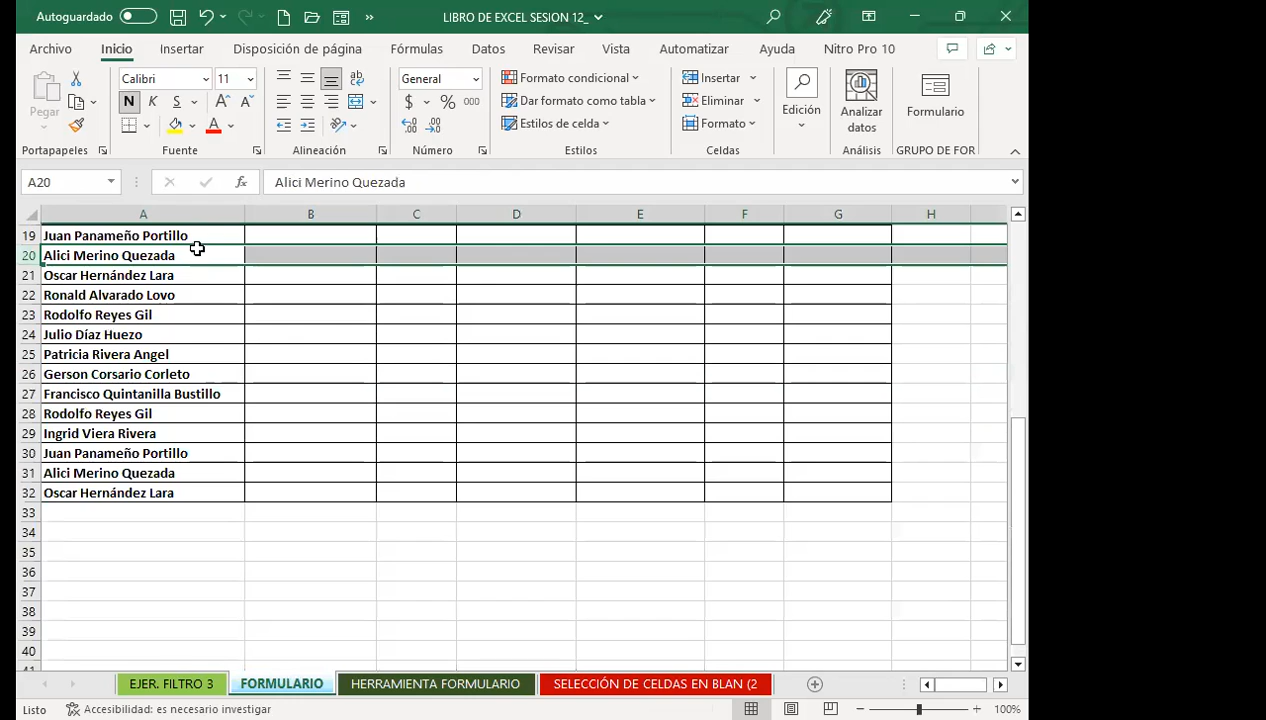 Autoguardado
LIBRO DE EXCEL SESION 12_
Archivo Inicio Insertar Disposición de página Fórmulas Datos Revisar Vista Automatizar Ayuda Nitro Pro 10
Pegar
Calibri 11
N K S A A
A
General
$ % 000
Formato condicional
Dar formato como tabla
Estilos de celda
Insertar
Eliminar
Formato
Edición
Analizar datos
Formulario
Portapapeles Fuente Alineación Número Estilos Celdas Análisis GRUPO DE FOR
A20 fx Alici Merino Quezada
A B C D E F G H
19 Juan Panameño Portillo
20 Alici Merino Quezada
21 Oscar Hernández Lara
22 Ronald Alvarado Lovo
23 Rodolfo Reyes Gil
24 Julio Díaz Huezo
25 Patricia Rivera Angel
26 Gerson Corsario Corleto
27 Francisco Quintanilla Bustillo
28 Rodolfo Reyes Gil
29 Ingrid Viera Rivera
30 Juan Panameño Portillo
31 Alici Merino Quezada
32 Oscar Hernández Lara
33
34
35
36
37
38
39
40
EJER. FILTRO 3 FORMULARIO HERRAMIENTA FORMULARIO SELECCIÓN DE CELDAS EN BLAN (2
Listo Accesibilidad: es necesario investigar 100%